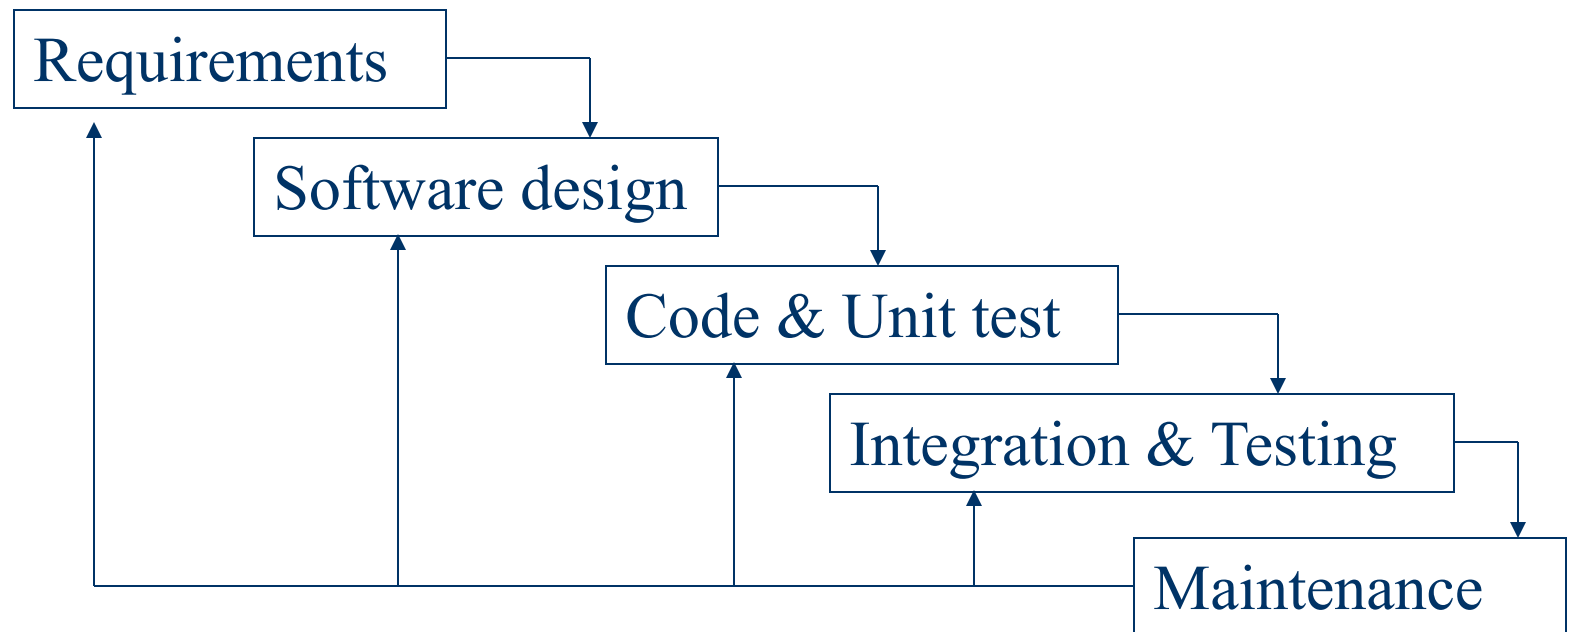 Requirements
Software design
Code & Unit test
Integration & Testing
Maintenance